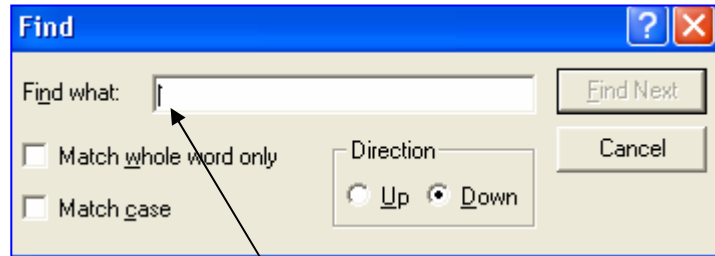 Find
Find what: Find Next
Match whole word only Direction Cancel
Match case Up Down